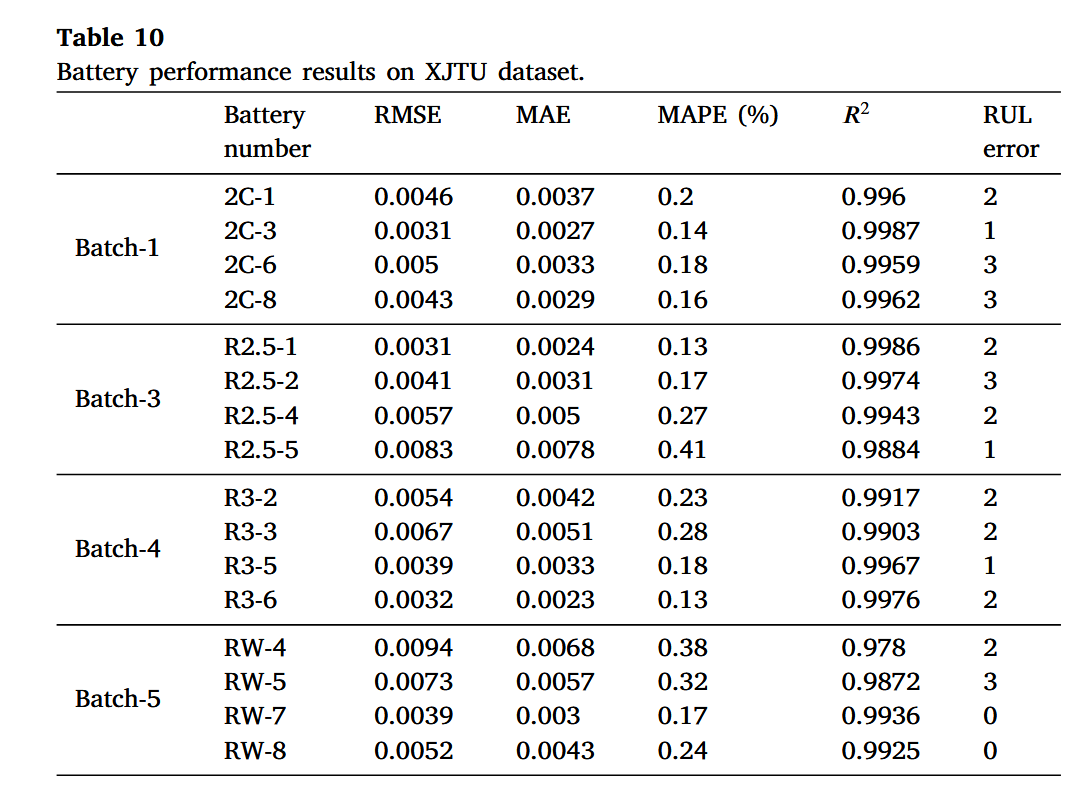 Table 10
Battery performance results on XJTU dataset.
Battery number RMSE MAE MAPE (%) R² RUL error
Batch-1
2C-1 0.0046 0.0037 0.2 0.996 2
2C-3 0.0031 0.0027 0.14 0.9987 1
2C-6 0.005 0.0033 0.18 0.9959 3
2C-8 0.0043 0.0029 0.16 0.9962 3
Batch-3
R2.5-1 0.0031 0.0024 0.13 0.9986 2
R2.5-2 0.0041 0.0031 0.17 0.9974 3
R2.5-4 0.0057 0.005 0.27 0.9943 2
R2.5-5 0.0083 0.0078 0.41 0.9884 1
Batch-4
R3-2 0.0054 0.0042 0.23 0.9917 2
R3-3 0.0067 0.0051 0.28 0.9903 2
R3-5 0.0039 0.0033 0.18 0.9967 1
R3-6 0.0032 0.0023 0.13 0.9976 2
Batch-5
RW-4 0.0094 0.0068 0.38 0.978 2
RW-5 0.0073 0.0057 0.32 0.9872 3
RW-7 0.0039 0.003 0.17 0.9936 0
RW-8 0.0052 0.0043 0.24 0.9925 0